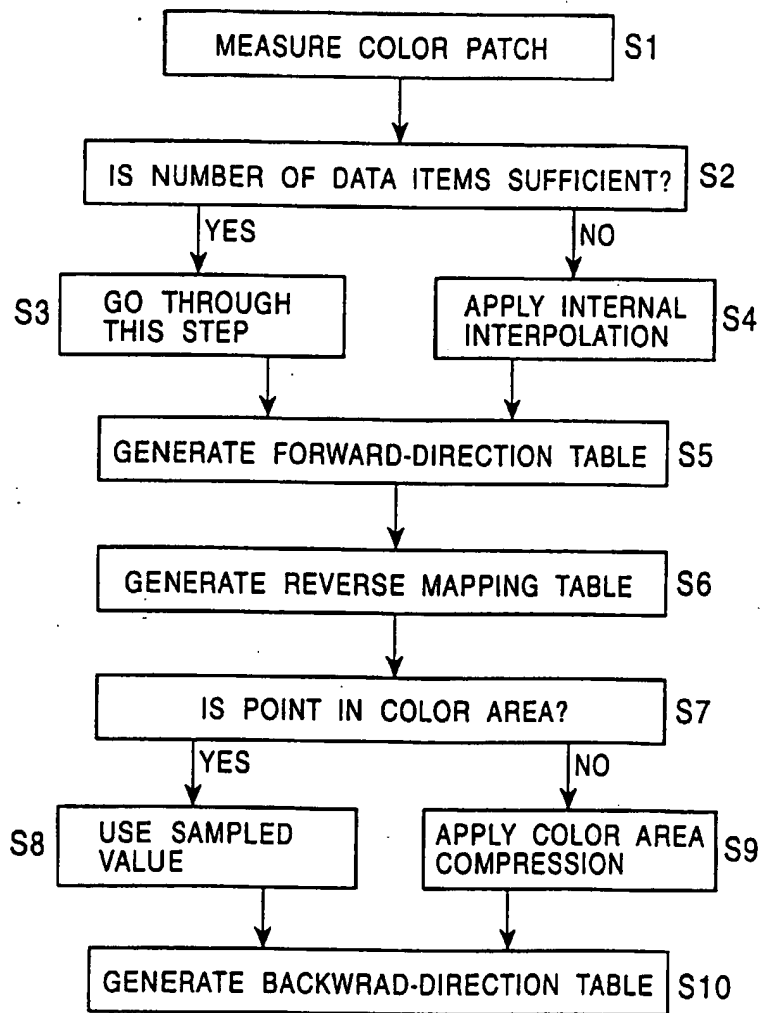 MEASURE COLOR PATCH S1
IS NUMBER OF DATA ITEMS SUFFICIENT? S2
YES NO
S3 GO THROUGH
THIS STEP
APPLY INTERNAL
INTERPOLATION S4
GENERATE FORWARD-DIRECTION TABLE S5
GENERATE REVERSE MAPPING TABLE S6
IS POINT IN COLOR AREA? S7
YES NO
S8 USE SAMPLED
VALUE
APPLY COLOR AREA
COMPRESSION S9
GENERATE BACKWRAD-DIRECTION TABLE S10